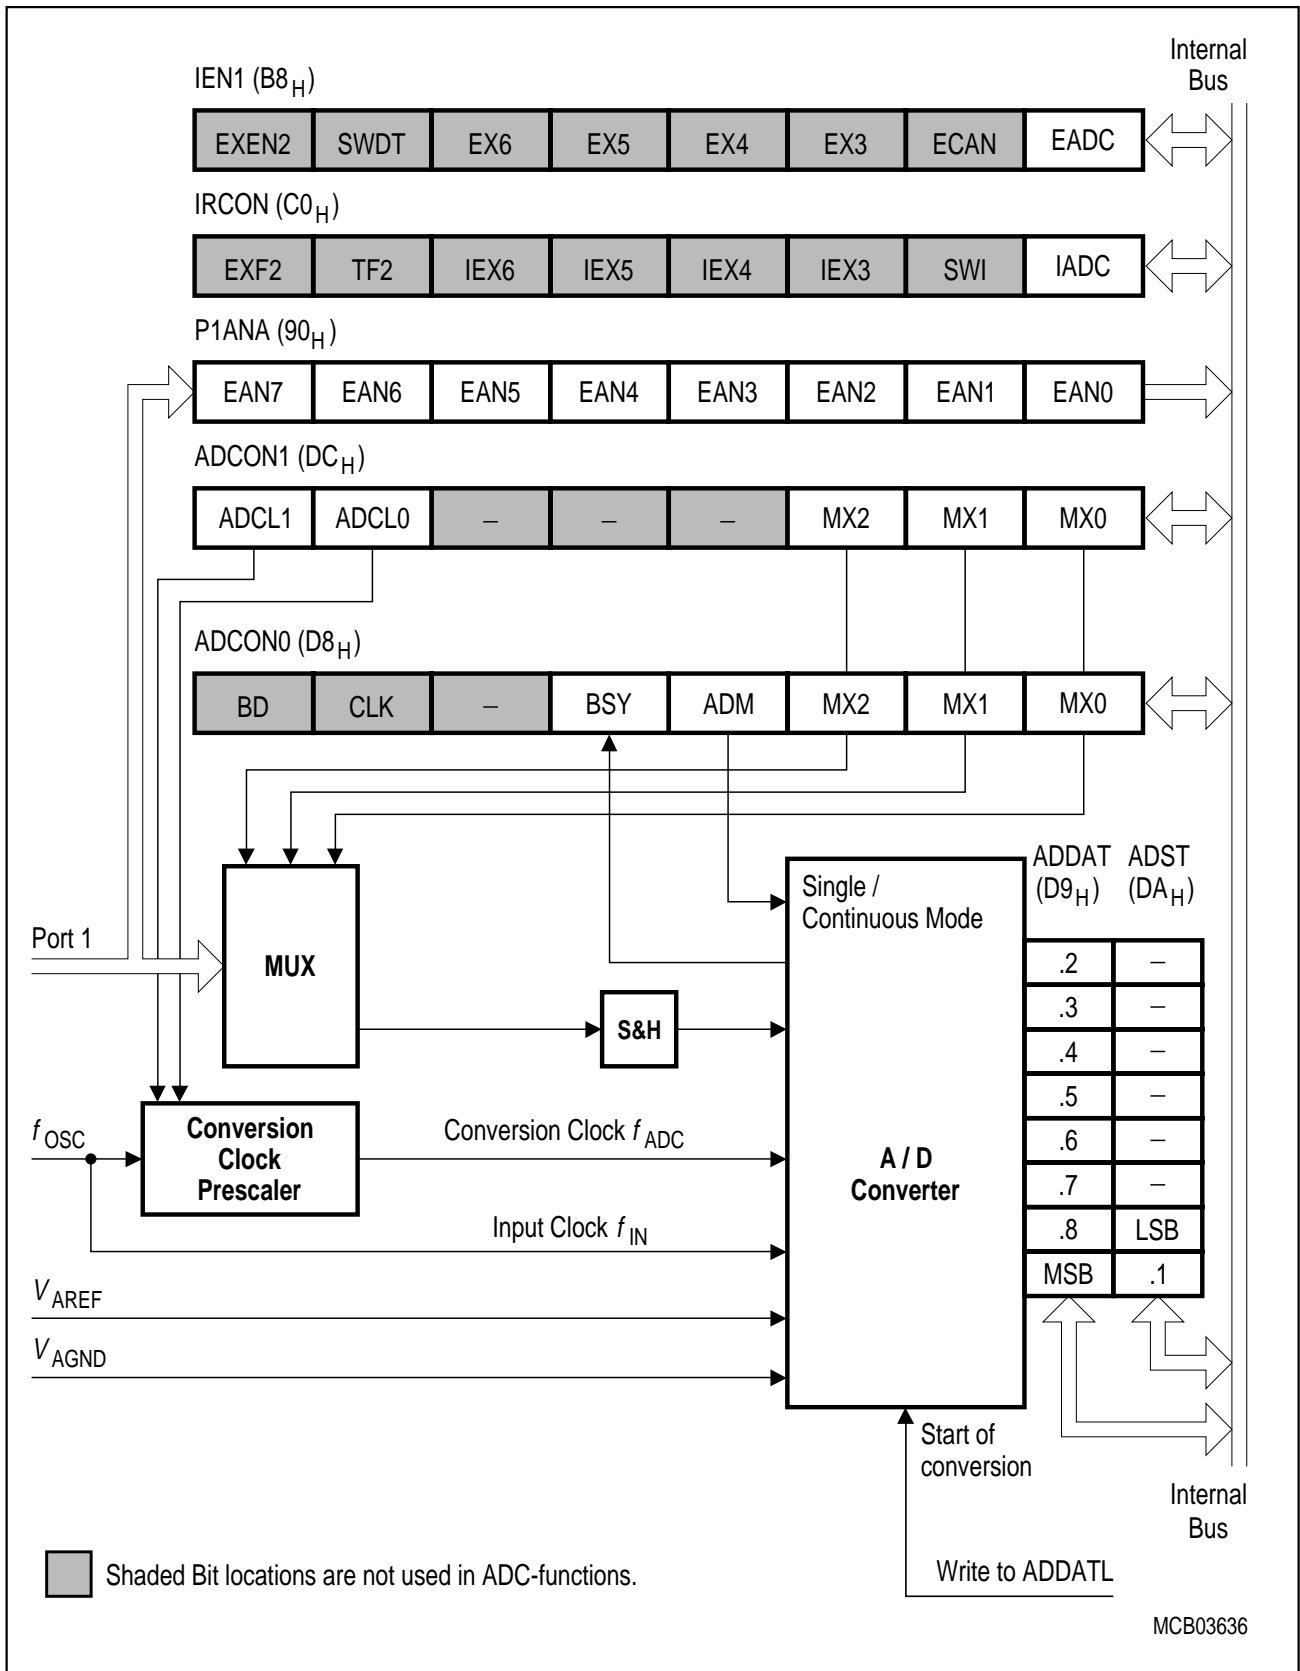 Internal
Bus
IEN1 (B8H)
EXEN2 SWDT EX6 EX5 EX4 EX3 ECAN EADC
IRCON (C0H)
EXF2 TF2 IEX6 IEX5 IEX4 IEX3 SWI IADC
P1ANA (90H)
EAN7 EAN6 EAN5 EAN4 EAN3 EAN2 EAN1 EAN0
ADCON1 (DCH)
ADCL1 ADCL0 – – – MX2 MX1 MX0
ADCON0 (D8H)
BD CLK – BSY ADM MX2 MX1 MX0
ADDAT ADST
(D9H) (DAH)
Single /
Continuous Mode
Port 1
MUX
S&H
.2 –
.3 –
.4 –
.5 –
.6 –
.7 –
.8 LSB
MSB .1
fOSC
Conversion
Clock
Prescaler
Conversion Clock fADC
A / D
Converter
Input Clock fIN
VAREF
VAGND
Start of
conversion
Internal
Bus
Write to ADDATL
Shaded Bit locations are not used in ADC-functions.
MCB03636